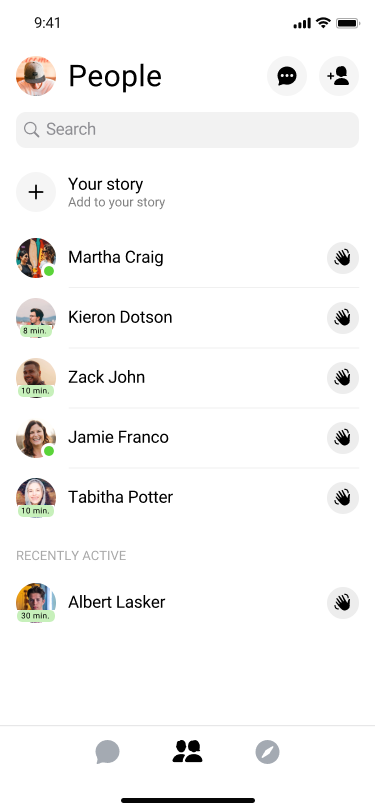 9:41
People
Search
Your story
Add to your story
Martha Craig
Kieron Dotson
8 min.
Zack John
10 min.
Jamie Franco
Tabitha Potter
10 min.
RECENTLY ACTIVE
Albert Lasker
30 min.